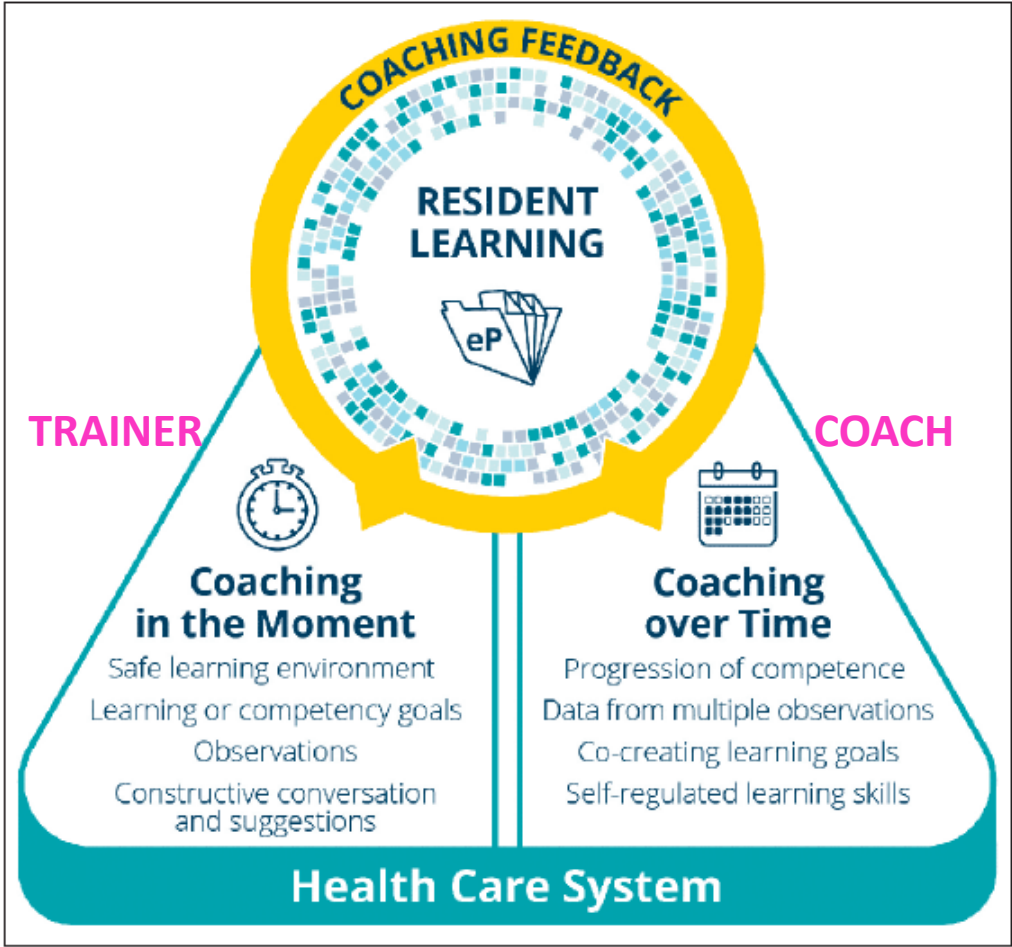 COACHING FEEDBACK
RESIDENT
LEARNING
eP
TRAINER
COACH
Coaching
in the Moment
Safe learning environment
Learning or competency goals
Observations
Constructive conversation
and suggestions
Coaching
over Time
Progression of competence
Data from multiple observations
Co-creating learning goals
Self-regulated learning skills
Health Care System